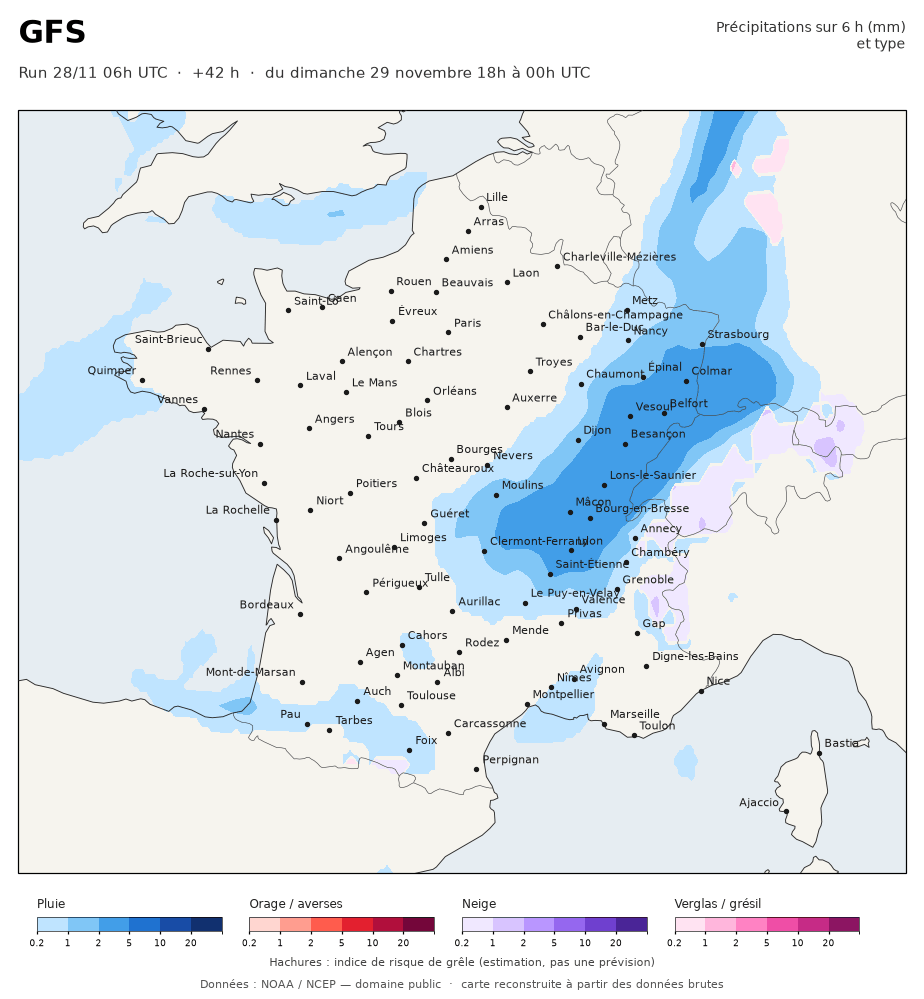 GFS
Précipitations sur 6 h (mm)
et type
Run 28/11 06h UTC · +42 h · du dimanche 29 novembre 18h à 00h UTC
Lille
Arras
Amiens
Charleville-Mézières
Laon
Rouen
Beauvais
Saint-Lô
Caen
Metz
Évreux
Châlons-en-Champagne
Paris
Bar-le-Duc
Nancy
Strasbourg
Saint-Brieuc
Alençon
Chartres
Troyes
Quimper
Rennes
Laval
Le Mans
Chaumont
Épinal
Colmar
Vannes
Orléans
Auxerre
Blois
Vesoul
Belfort
Angers
Tours
Nantes
Dijon
Besançon
Bourges
Nevers
La Roche-sur-Yon
Châteauroux
Lons-le-Saunier
Poitiers
Moulins
Niort
Mâcon
La Rochelle
Guéret
Bourg-en-Bresse
Limoges
Clermont-Ferrand
Lyon
Annecy
Angoulême
Chambéry
Saint-Étienne
Périgueux
Tulle
Grenoble
Le Puy-en-Velay
Valence
Bordeaux
Aurillac
Privas
Cahors
Rodez
Mende
Gap
Agen
Digne-les-Bains
Mont-de-Marsan
Montauban
Albi
Nîmes
Avignon
Nice
Auch
Toulouse
Montpellier
Pau
Tarbes
Carcassonne
Marseille
Toulon
Foix
Bastia
Perpignan
Ajaccio
Pluie
0.2 1 2 5 10 20
Orage / averses
0.2 1 2 5 10 20
Neige
0.2 1 2 5 10 20
Verglas / grésil
0.2 1 2 5 10 20
Hachures : indice de risque de grêle (estimation, pas une prévision)
Données : NOAA / NCEP — domaine public · carte reconstruite à partir des données brutes